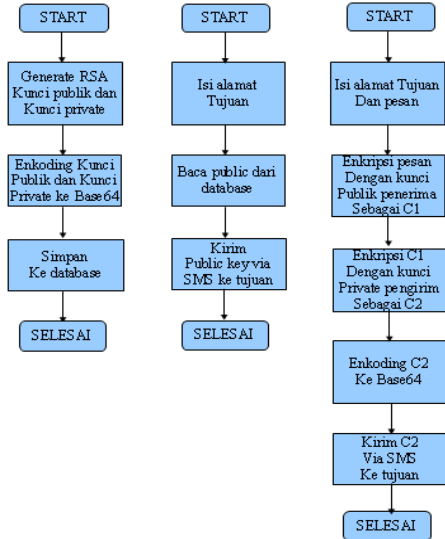 START
Generate RSA
Kunci publik dan
Kunci private
Enkoding Kunci
Publik dan Kunci
Private ke Base64
Simpan
Ke database
SELESAI
START
Isi alamat
Tujuan
Baca public dari
database
Kirim
Public key via
SMS ke tujuan
SELESAI
START
Isi alamat Tujuan
Dan pesan
Enkripsi pesan
Dengan kunci
Publik penerima
Sebagai C1
Enkripsi C1
Dengan kunci
Private pengirim
Sebagai C2
Enkoding C2
Ke Base64
Kirim C2
Via SMS
Ke tujuan
SELESAI